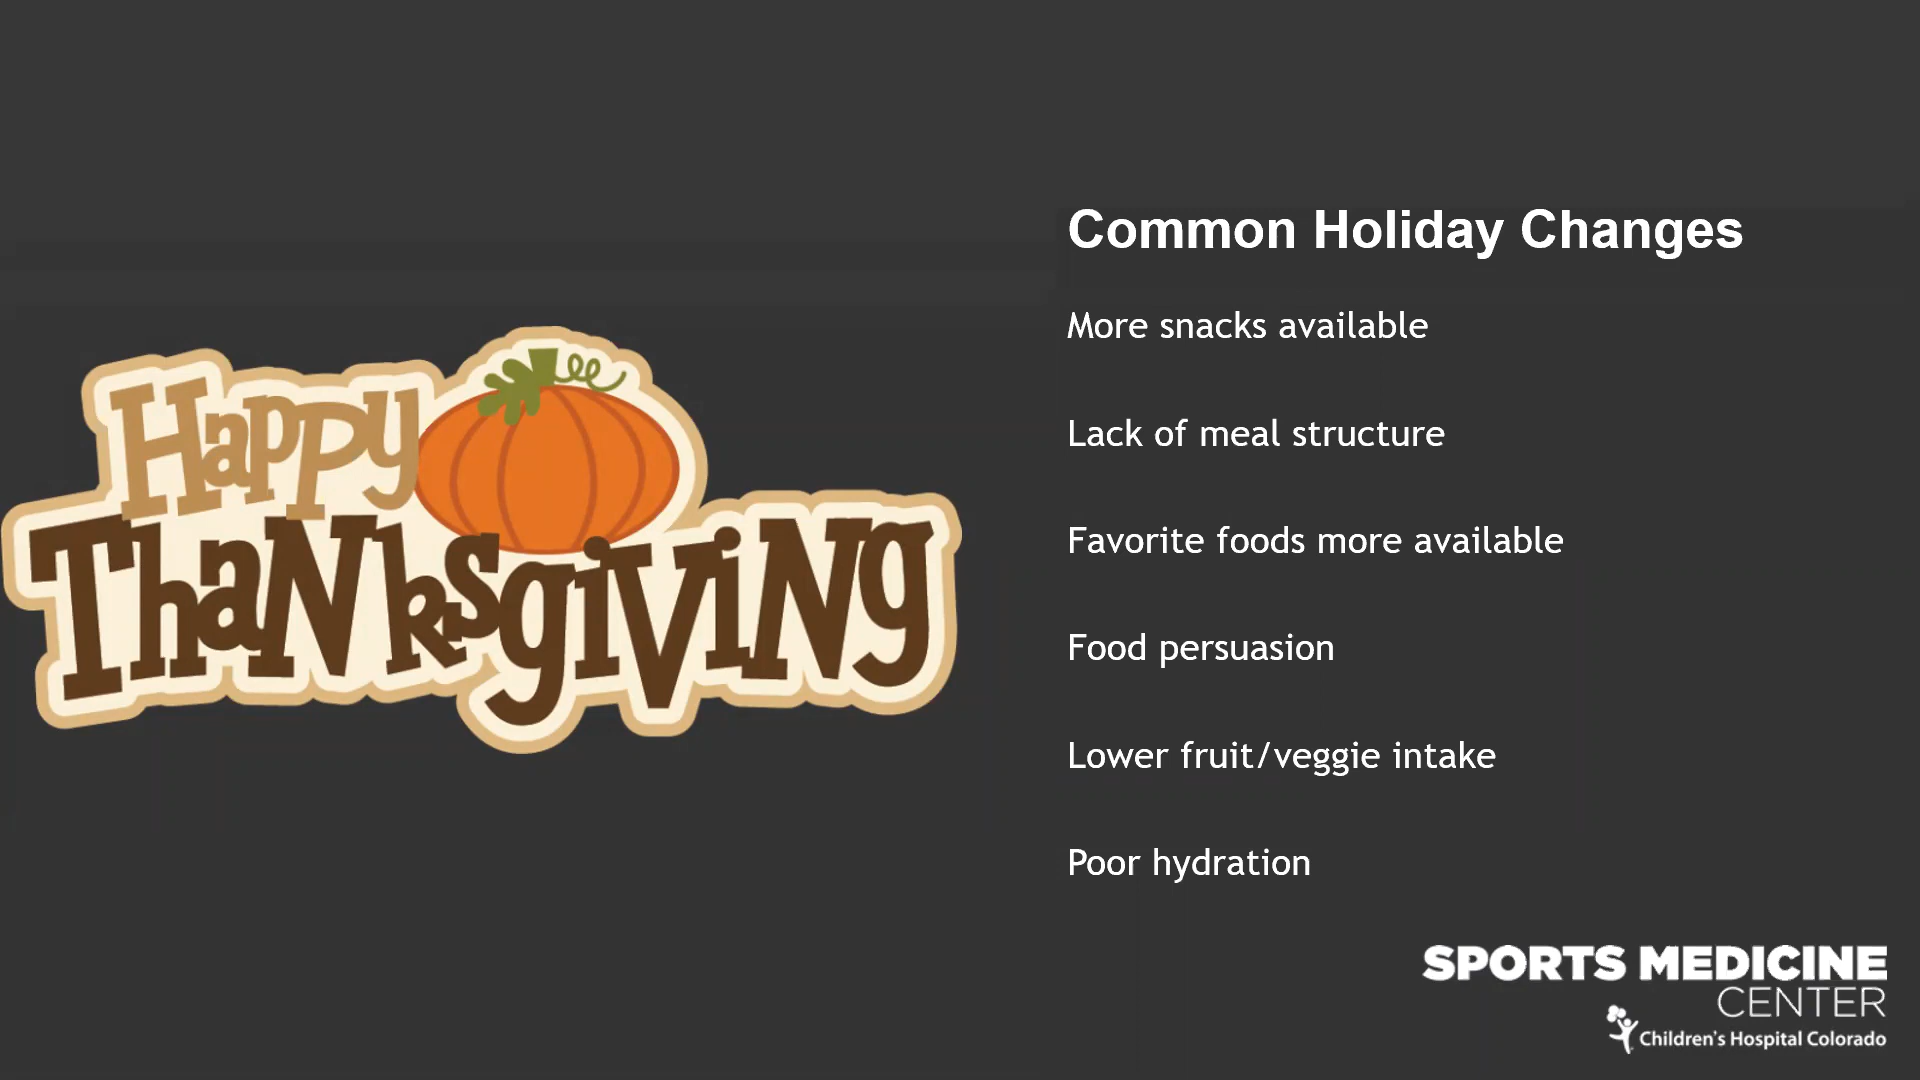 Happy
Thanksgiving
Common Holiday Changes
More snacks available
Lack of meal structure
Favorite foods more available
Food persuasion
Lower fruit/veggie intake
Poor hydration
SPORTS MEDICINE
CENTER
Children's Hospital Colorado